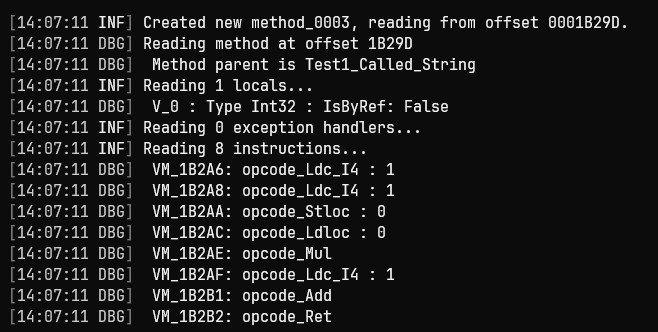 [14:07:11 INF] Created new method_0003, reading from offset 0001B29D.
[14:07:11 DBG] Reading method at offset 1B29D
[14:07:11 DBG]  Method parent is Test1_Called_String
[14:07:11 INF] Reading 1 locals...
[14:07:11 DBG]  V_0 : Type Int32 : IsByRef: False
[14:07:11 INF] Reading 0 exception handlers...
[14:07:11 INF] Reading 8 instructions...
[14:07:11 DBG]  VM_1B2A6: opcode_Ldc_I4 : 1
[14:07:11 DBG]  VM_1B2A8: opcode_Ldc_I4 : 1
[14:07:11 DBG]  VM_1B2AA: opcode_Stloc : 0
[14:07:11 DBG]  VM_1B2AC: opcode_Ldloc : 0
[14:07:11 DBG]  VM_1B2AE: opcode_Mul
[14:07:11 DBG]  VM_1B2AF: opcode_Ldc_I4 : 1
[14:07:11 DBG]  VM_1B2B1: opcode_Add
[14:07:11 DBG]  VM_1B2B2: opcode_Ret